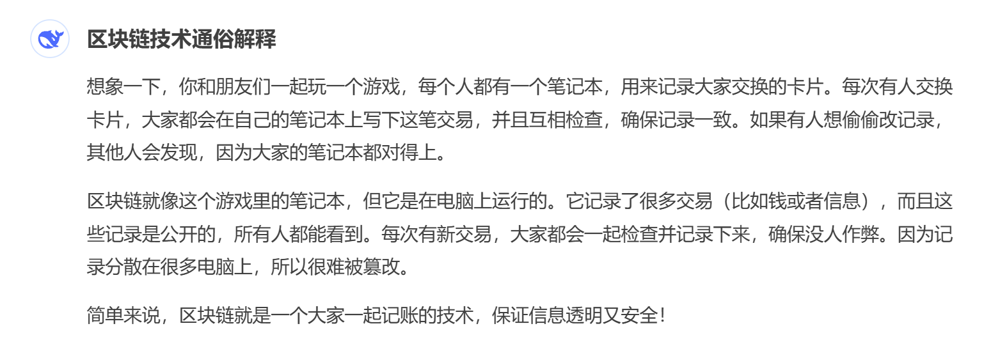 区块链技术通俗解释
想象一下，你和朋友们一起玩一个游戏，每个人都有一个笔记本，用来记录大家交换的卡片。每次有人交换
卡片，大家都会在自己的笔记本上写下这笔交易，并且互相检查，确保记录一致。如果有人想偷偷改记录，
其他人会发现，因为大家的笔记本都对得上。
区块链就像这个游戏里的笔记本，但它是在电脑上运行的。它记录了很多交易（比如钱或者信息），而且这
些记录是公开的，所有人都能看到。每次有新交易，大家都会一起检查并记录下来，确保没人作弊。因为记
录分散在很多电脑上，所以很难被篡改。
简单来说，区块链就是一个大家一起记账的技术，保证信息透明又安全！